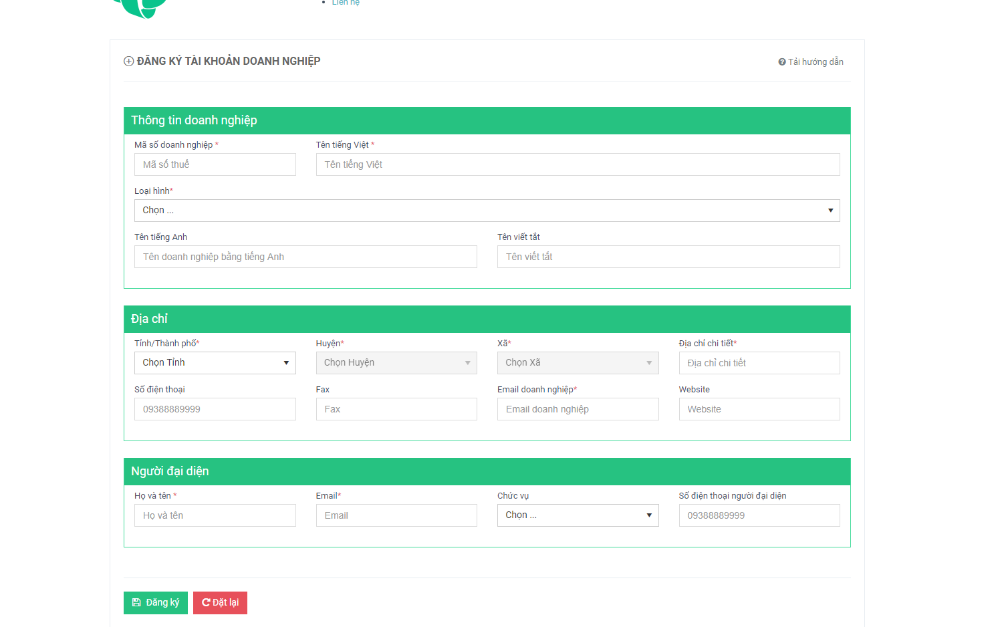 Liên hệ
ĐĂNG KÝ TÀI KHOẢN DOANH NGHIỆP
Tải hướng dẫn
Thông tin doanh nghiệp
Mã số doanh nghiệp * Tên tiếng Việt *
Mã số thuế Tên tiếng Việt
Loại hình*
Chọn ...
Tên tiếng Anh Tên viết tắt
Tên doanh nghiệp bằng tiếng Anh Tên viết tắt
Địa chỉ
Tỉnh/Thành phố* Huyện* Xã* Địa chỉ chi tiết*
Chọn Tỉnh Chọn Huyện Chọn Xã Địa chỉ chi tiết
Số điện thoại Fax Email doanh nghiệp* Website
09388889999 Fax Email doanh nghiệp Website
Người đại diện
Họ và tên * Email* Chức vụ Số điện thoại người đại diện
Họ và tên Email Chọn ... 09388889999
Đăng ký Đặt lại